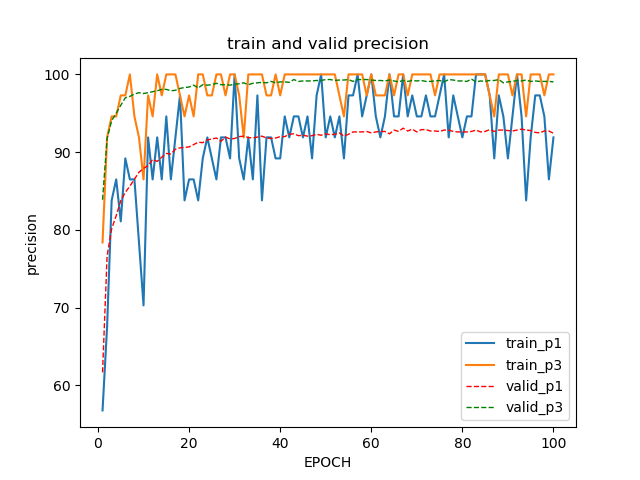 train and valid precision
precision
100
90
80
70
60
0
20
40
60
80
100
EPOCH
train_p1
train_p3
valid_p1
valid_p3